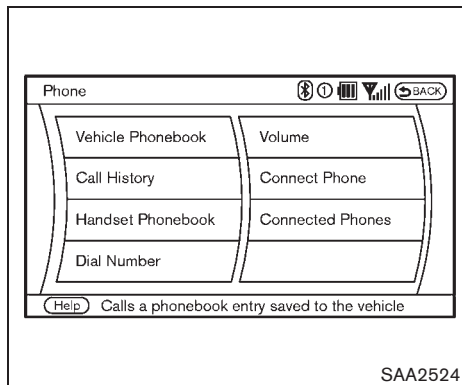 Phone 1 BACK
Vehicle Phonebook
Call History
Handset Phonebook
Dial Number
Volume
Connect Phone
Connected Phones
Help Calls a phonebook entry saved to the vehicle
SAA2524